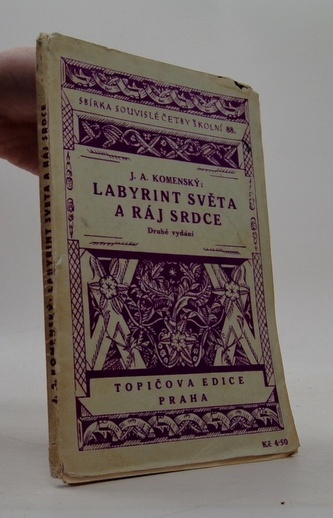 SBÍRKA SOUVISLÉ ČETBY ŠKOLNÍ 88.
J. A. KOMENSKÝ:
LABYRINT SVĚTA
A RÁJ SRDCE
Druhé vydání
TOPIČOVA EDICE
PRAHA
Kč 4·50
J. A. KOMENSKÝ: LABYRINT SVĚTA A RÁJ SRDCE